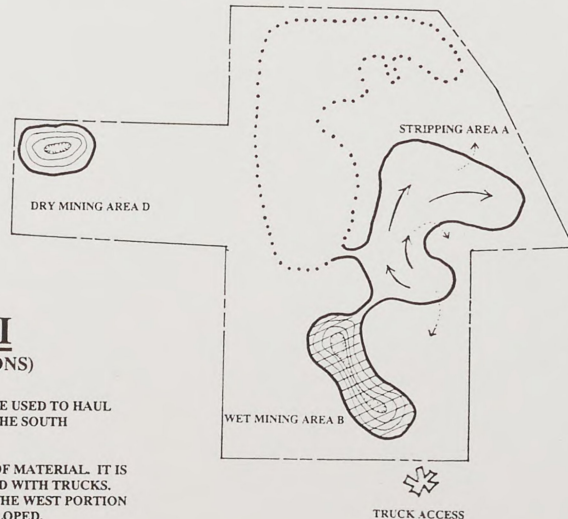 STRIPPING AREA A
DRY MINING AREA D
I
ONS)
E USED TO HAUL
HE SOUTH
WET MINING AREA B
OF MATERIAL. IT IS
D WITH TRUCKS.
THE WEST PORTION
LOPED.
TRUCK ACCESS